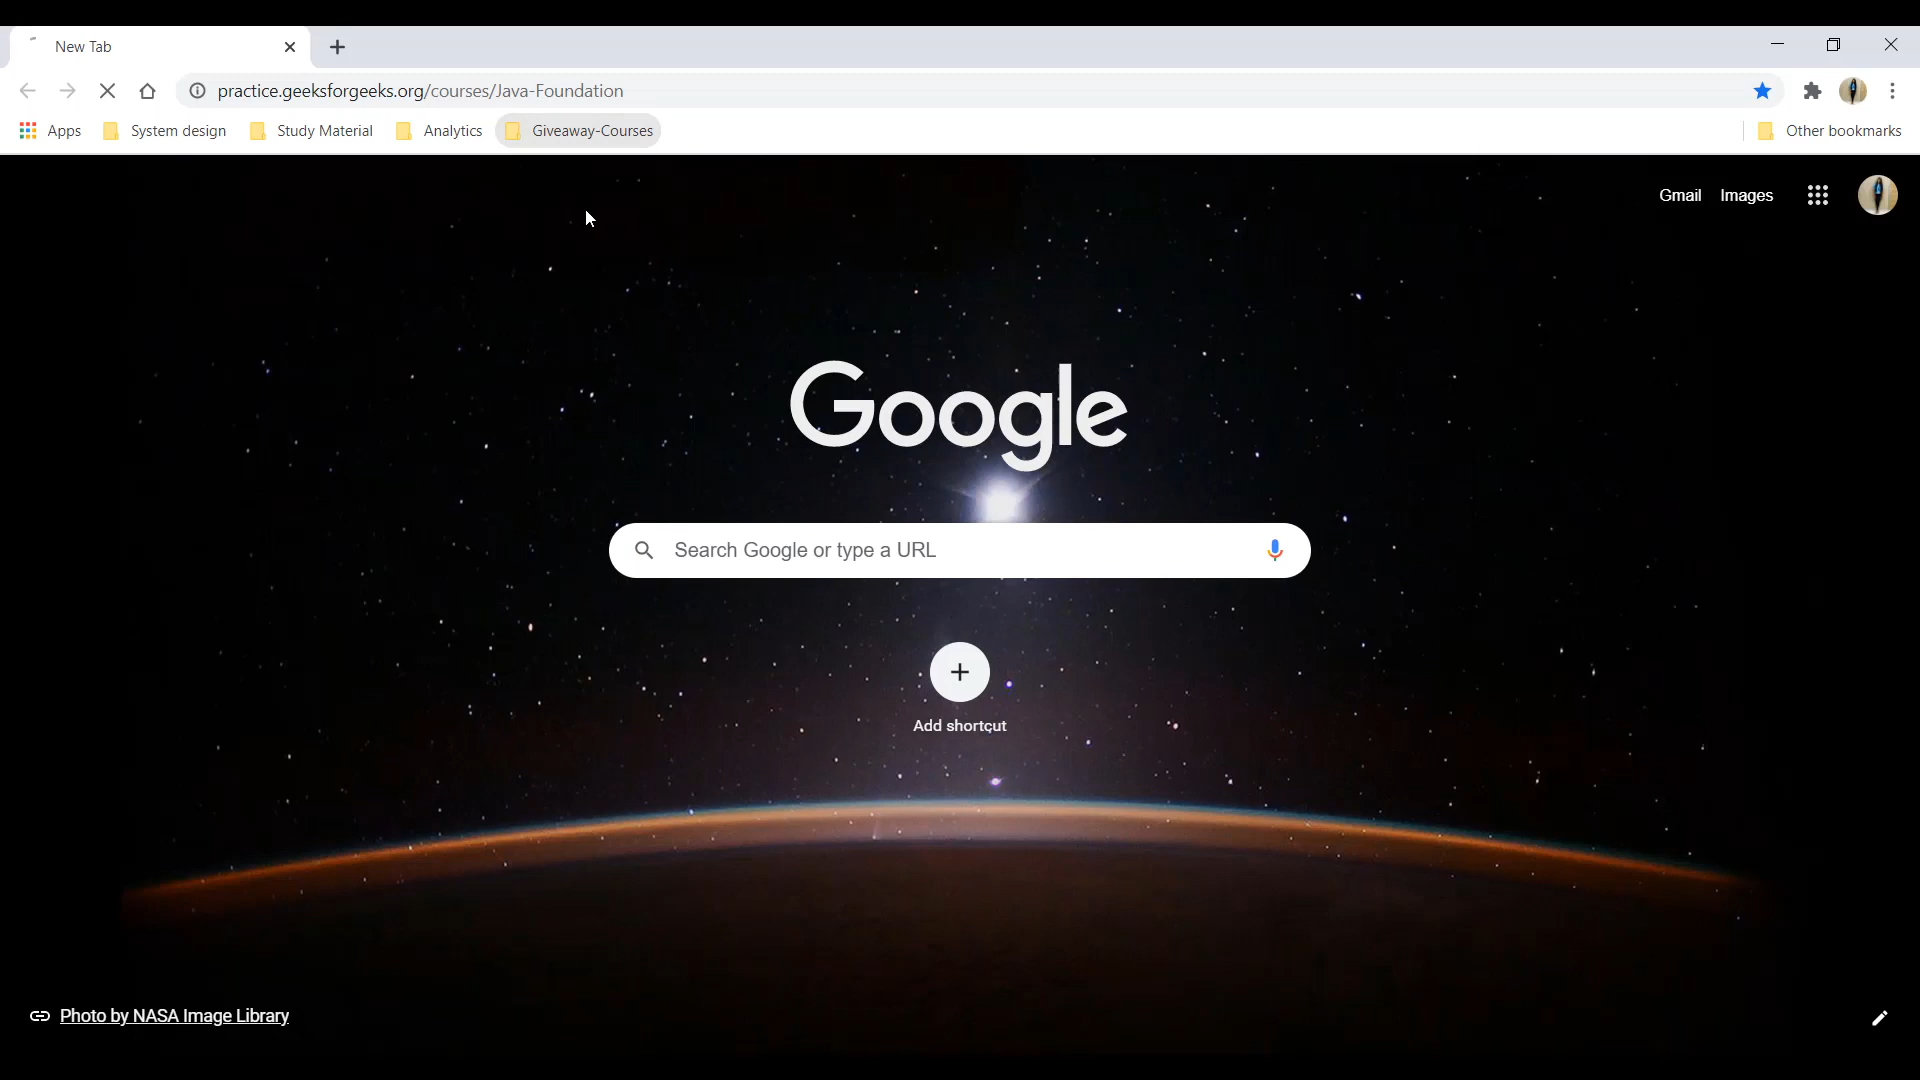 New Tab
practice.geeksforgeeks.org/courses/Java-Foundation
Apps System design Study Material Analytics Giveaway-Courses Other bookmarks
Gmail Images
Google
Search Google or type a URL
Add shortcut
Photo by NASA Image Library